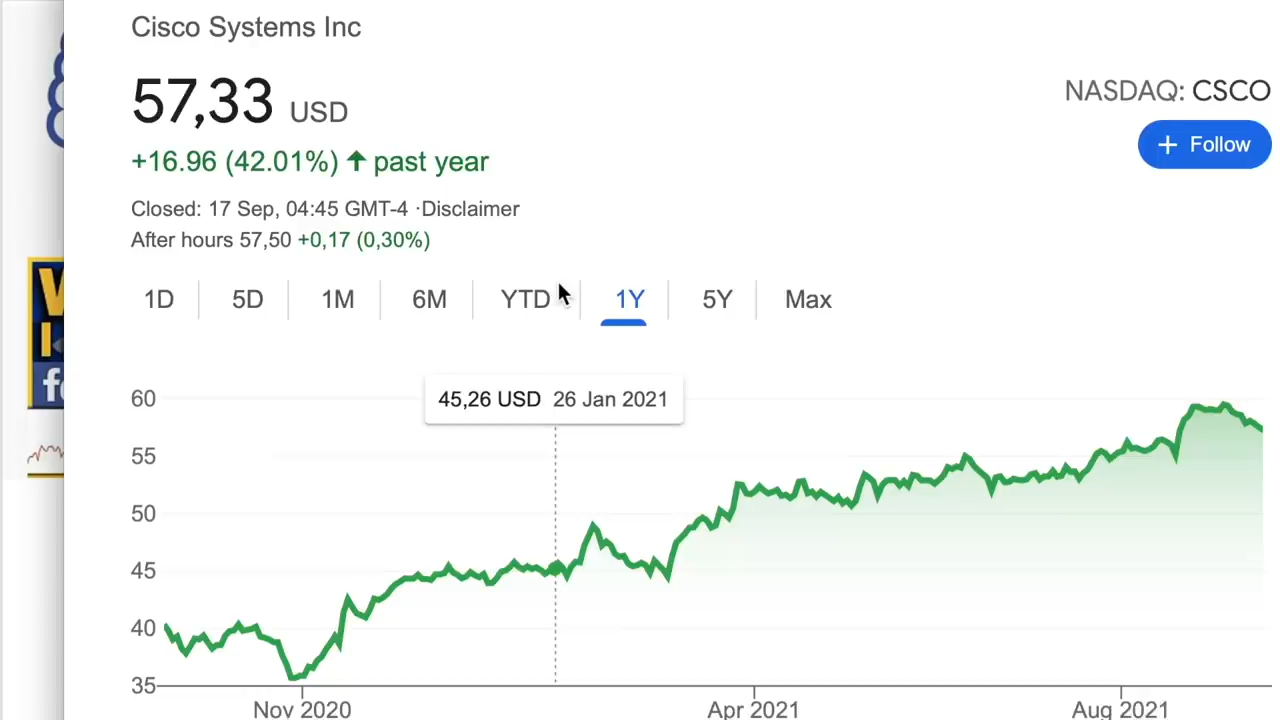 Cisco Systems Inc
57,33 USD
NASDAQ: CSCO
+ Follow
+16.96 (42.01%) ↑ past year
Closed: 17 Sep, 04:45 GMT-4 ·Disclaimer
After hours 57,50 +0,17 (0,30%)
1D 5D 1M 6M YTD 1Y 5Y Max
45,26 USD 26 Jan 2021
60
55
50
45
40
35
Nov 2020 Apr 2021 Aug 2021